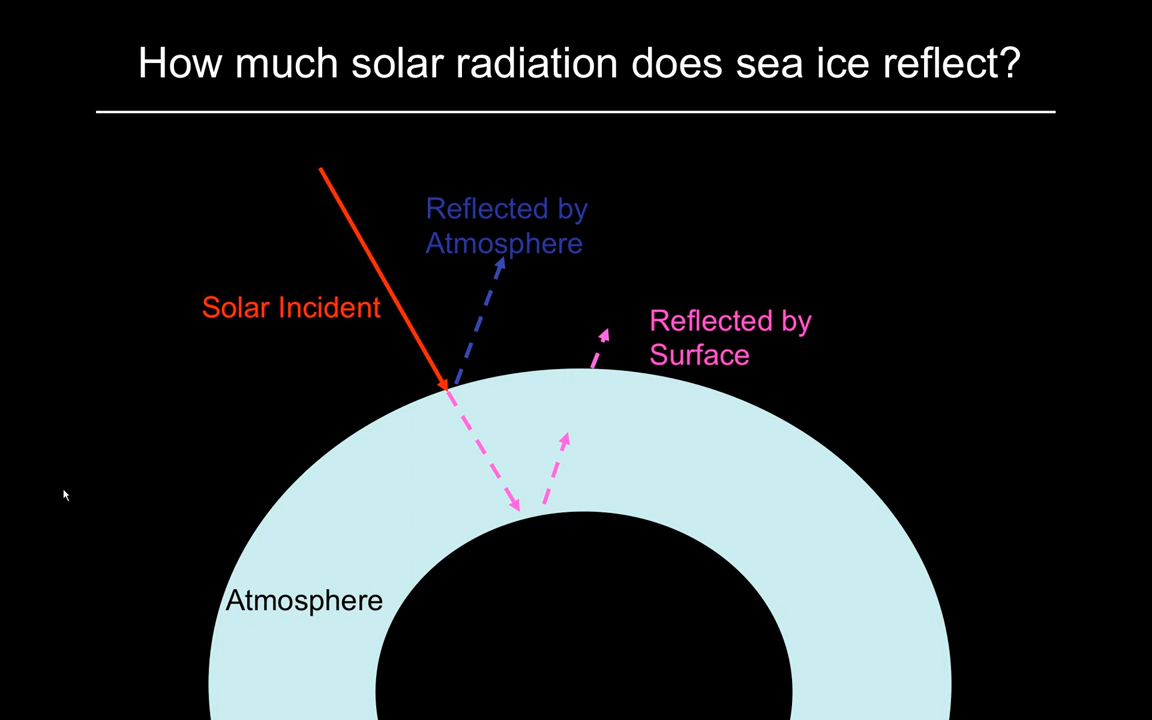 How much solar radiation does sea ice reflect?
Reflected by
Atmosphere
Solar Incident
Reflected by
Surface
Atmosphere